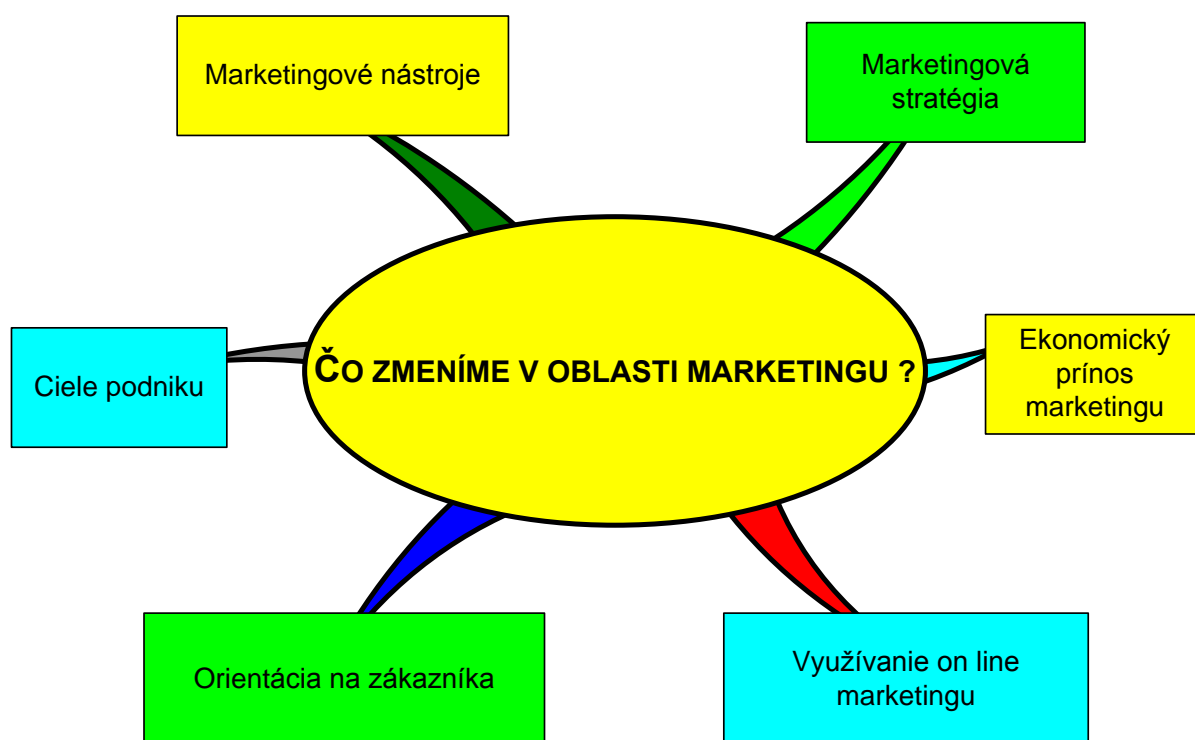 Marketingové nástroje
Marketingová
stratégia
Ciele podniku
ČO ZMENÍME V OBLASTI MARKETINGU ?
Ekonomický
prínos
marketingu
Orientácia na zákazníka
Využívanie on line
marketingu